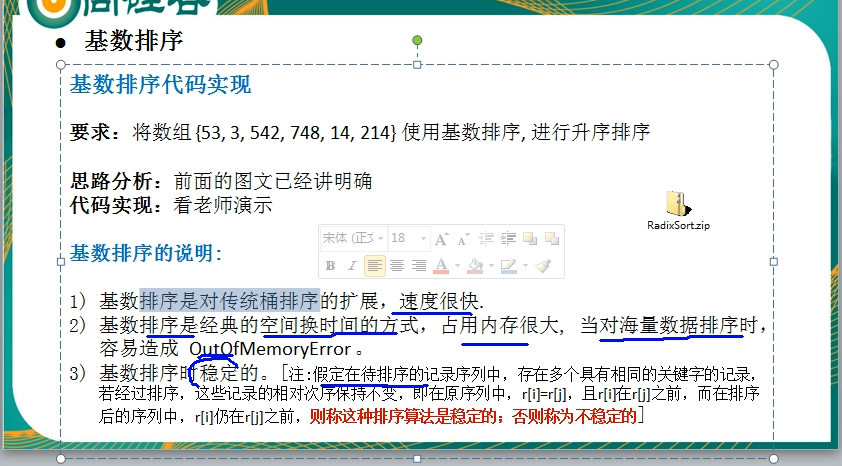 ● 基数排序
基数排序代码实现
要求：将数组 {53, 3, 542, 748, 14, 214} 使用基数排序, 进行升序排序
思路分析：前面的图文已经讲明确
代码实现：看老师演示
RadixSort.zip
宋体 (正文 18 A A
B I A
基数排序的说明:
1) 基数排序是对传统桶排序的扩展，速度很快.
2) 基数排序是经典的空间换时间的方式，占用内存很大, 当对海量数据排序时，
容易造成 OutOfMemoryError 。
3) 基数排序时稳定的。[注:假定在待排序的记录序列中，存在多个具有相同的关键字的记录，
若经过排序，这些记录的相对次序保持不变，即在原序列中，r[i]=r[j]，且r[i]在r[j]之前，而在排序
后的序列中，r[i]仍在r[j]之前，则称这种排序算法是稳定的；否则称为不稳定的]